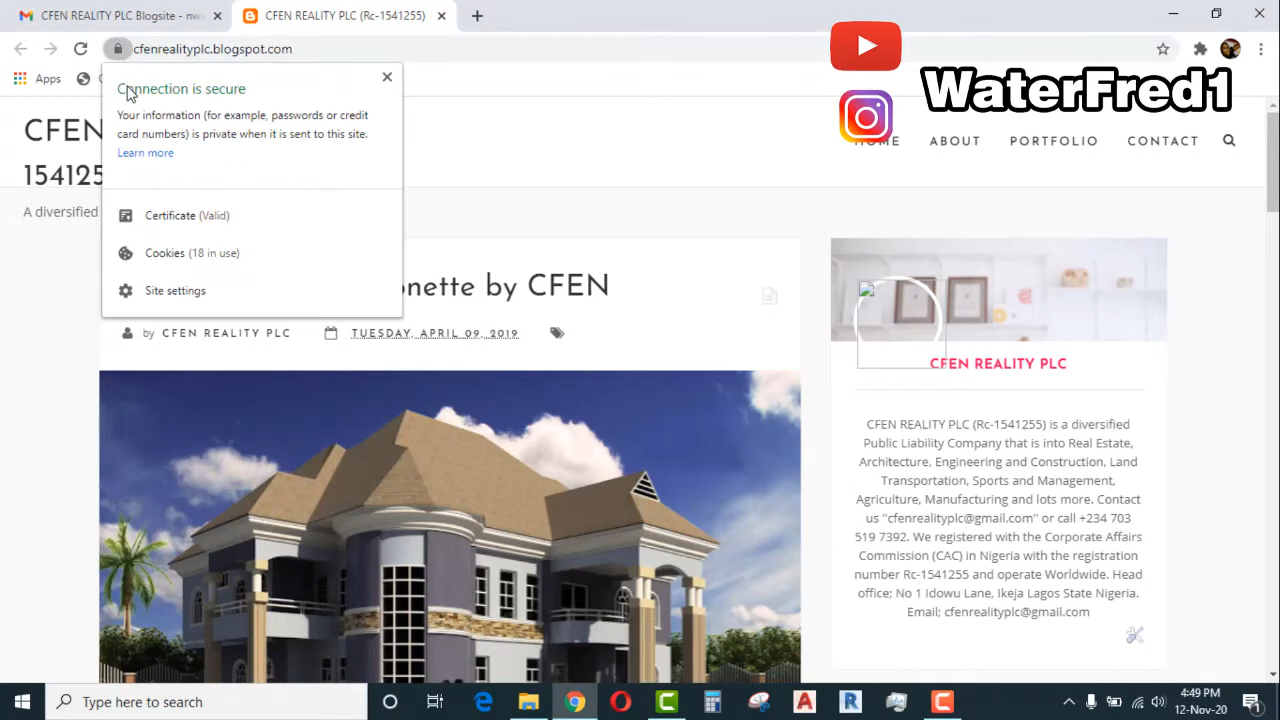 CFEN REALITY PLC Blogsite - nwa
CFEN REALITY PLC (Rc-1541255)
cfenrealityplc.blogspot.com
Apps
WaterFred1
Connection is secure
Your information (for example, passwords or credit
card numbers) is private when it is sent to this site.
Learn more
Certificate (Valid)
Cookies (18 in use)
Site settings
CFEN
154125
A diversified
HOME
ABOUT
PORTFOLIO
CONTACT
onette by CFEN
by CFEN REALITY PLC
TUESDAY, APRIL 09, 2019
CFEN REALITY PLC
CFEN REALITY PLC (Rc-1541255) is a diversified
Public Liability Company that is into Real Estate,
Architecture, Engineering and Construction, Land
Transportation, Sports and Management,
Agriculture, Manufacturing and lots more. Contact
us "cfenrealityplc@gmail.com" or call +234 703
519 7392. We registered with the Corporate Affairs
Commission (CAC) in Nigeria with the registration
number Rc-1541255 and operate Worldwide. Head
office; No 1 Idowu Lane, Ikeja Lagos State Nigeria.
Email; cfenrealityplc@gmail.com
Type here to search
4:49 PM
12-Nov-20